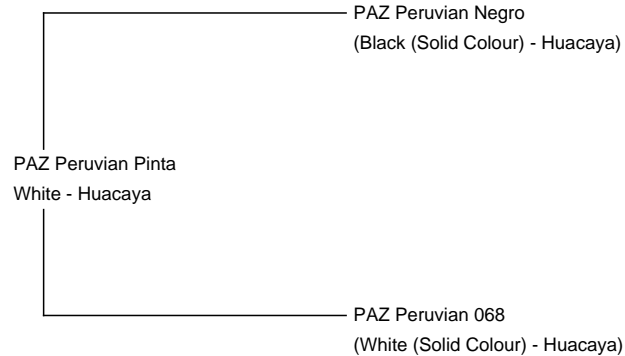 PAZ Peruvian Negro
(Black (Solid Colour) - Huacaya)
PAZ Peruvian Pinta
White - Huacaya
PAZ Peruvian 068
(White (Solid Colour) - Huacaya)